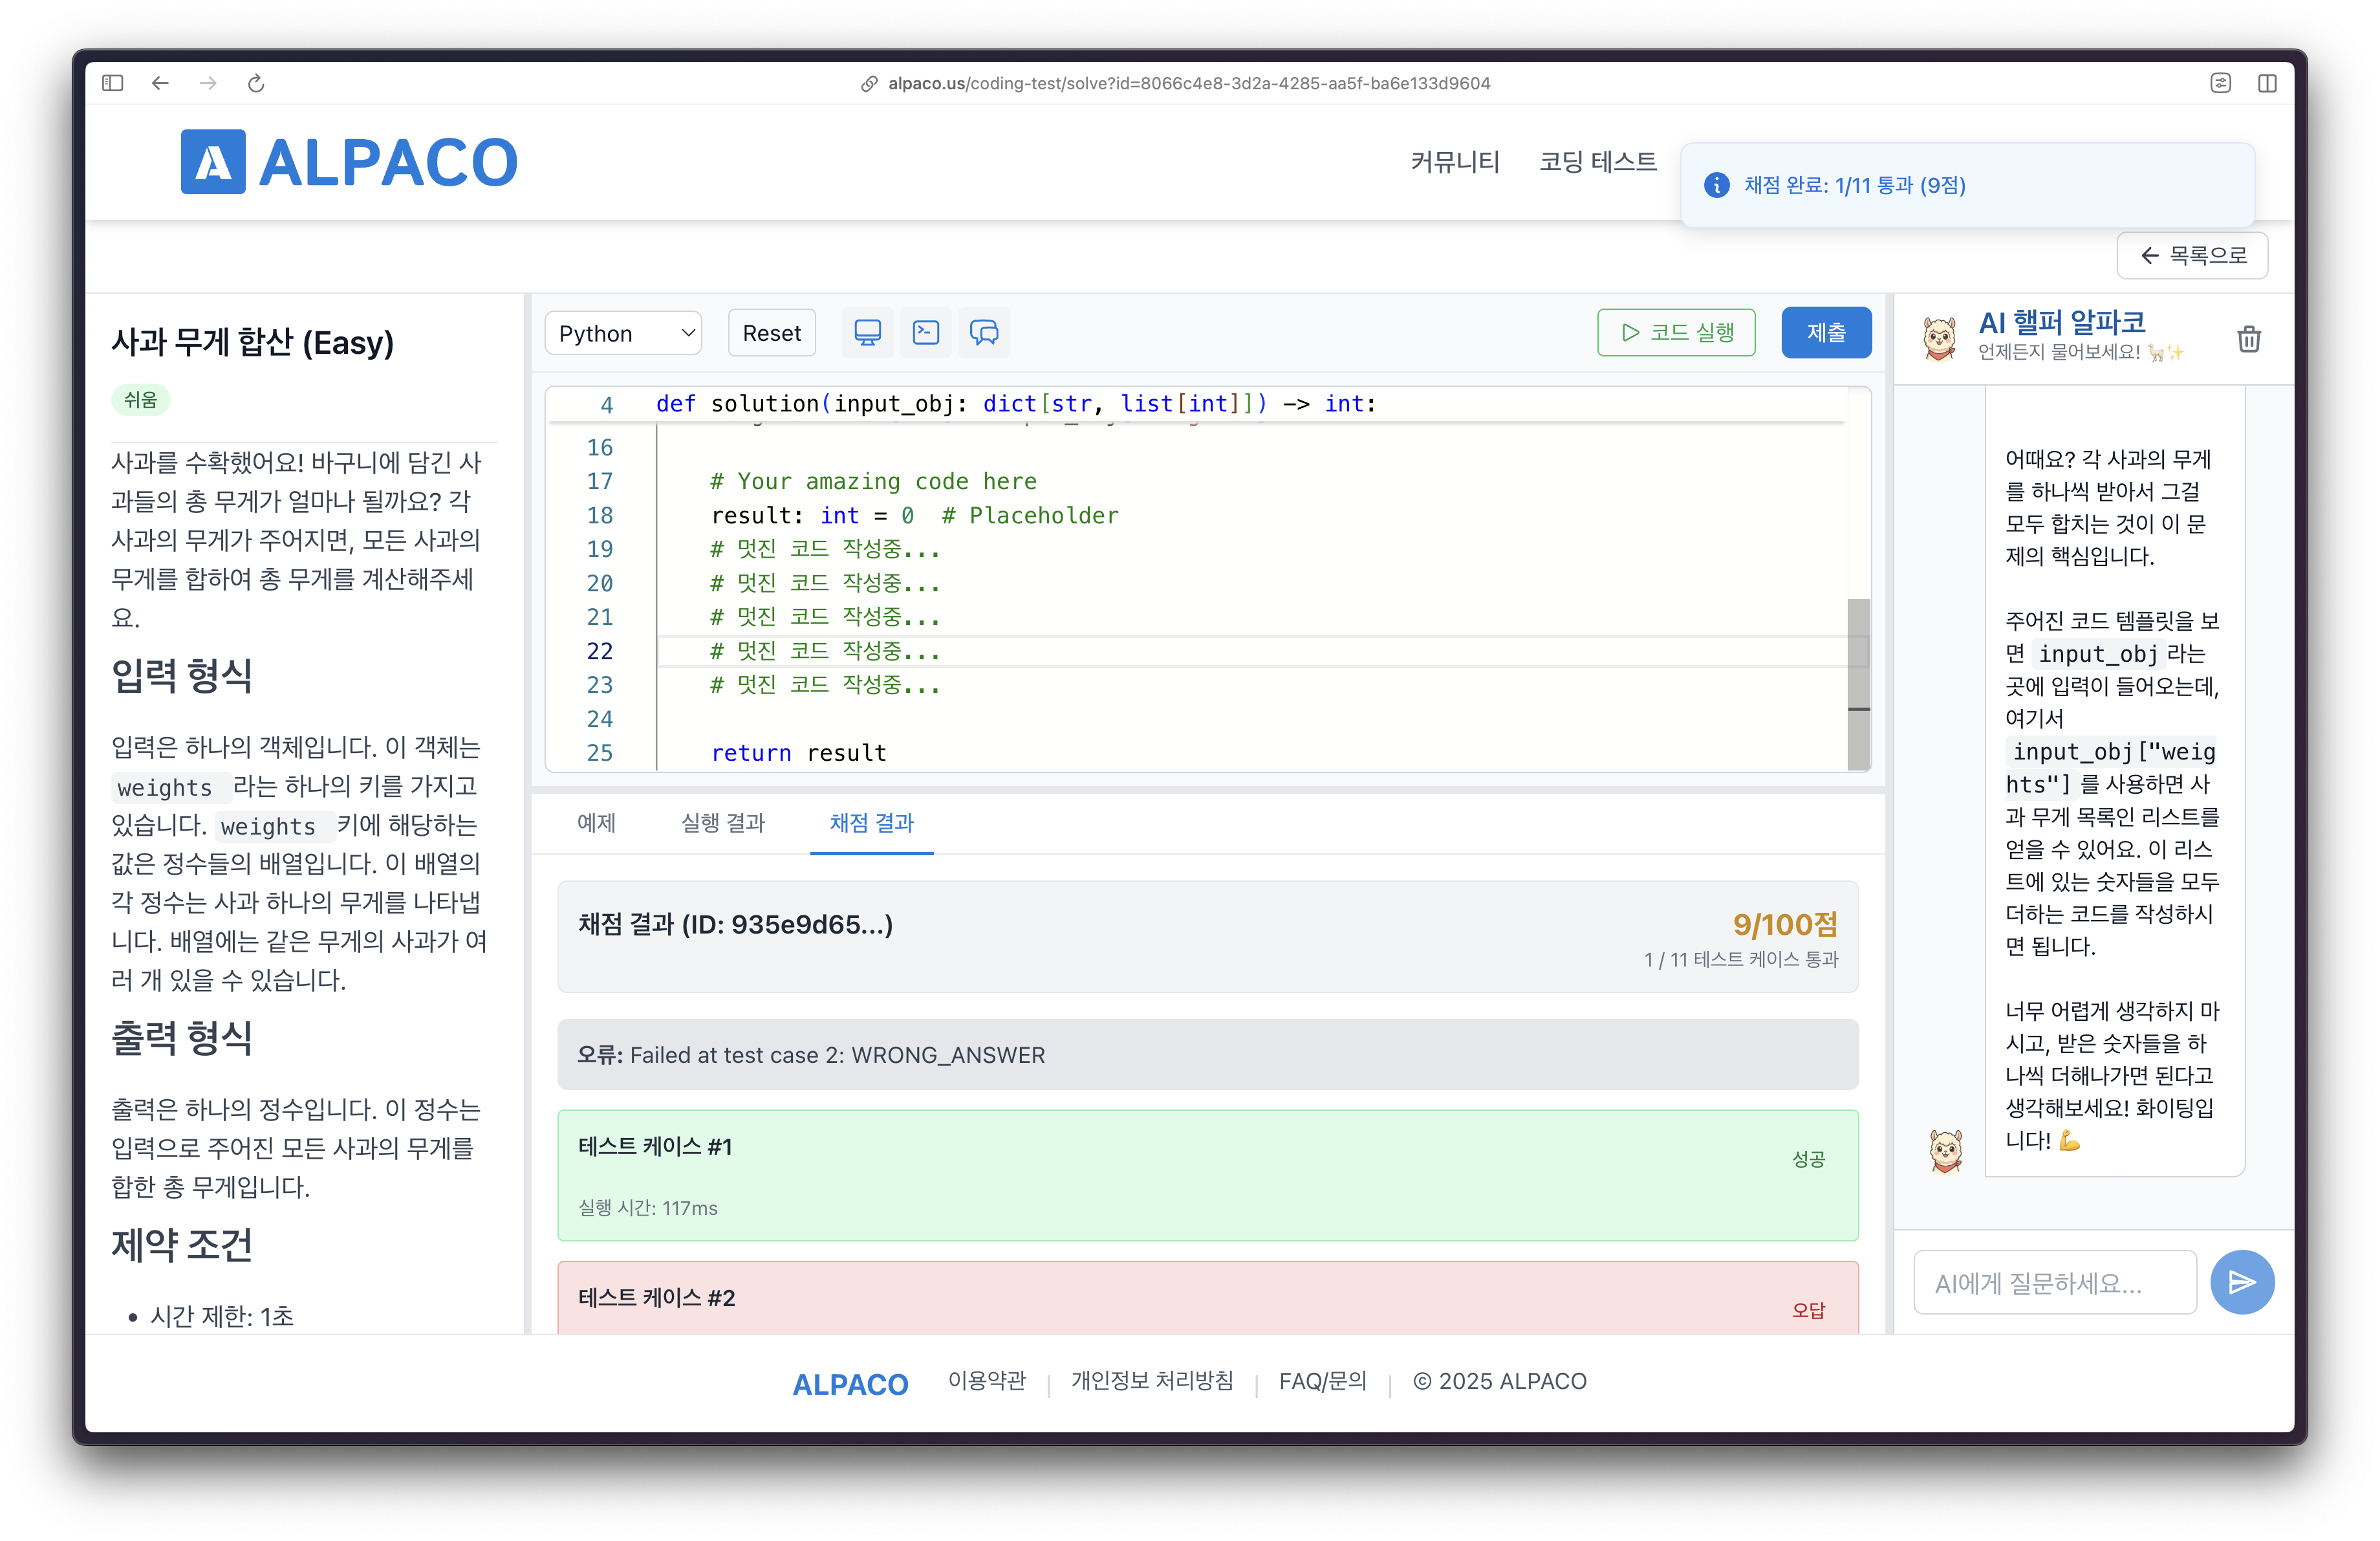 alpaco.us/coding-test/solve?id=8066c4e8-3d2a-4285-aa5f-ba6e133d9604
ALPACO
커뮤니티
코딩 테스트
채점 완료: 1/11 통과 (9점)
목록으로
사과 무게 합산 (Easy)
쉬움
사과를 수확했어요! 바구니에 담긴 사
과들의 총 무게가 얼마나 될까요? 각
사과의 무게가 주어지면, 모든 사과의
무게를 합하여 총 무게를 계산해주세
요.
입력 형식
입력은 하나의 객체입니다. 이 객체는
weights 라는 하나의 키를 가지고
있습니다. weights 키에 해당하는
값은 정수들의 배열입니다. 이 배열의
각 정수는 사과 하나의 무게를 나타냅
니다. 배열에는 같은 무게의 사과가 여
러 개 있을 수 있습니다.
출력 형식
출력은 하나의 정수입니다. 이 정수는
입력으로 주어진 모든 사과의 무게를
합한 총 무게입니다.
제약 조건
• 시간 제한: 1초
Python
Reset
코드 실행
제출
4 def solution(input_obj: dict[str, list[int]]) -> int:
16
17 # Your amazing code here
18 result: int = 0 # Placeholder
19 # 멋진 코드 작성중...
20 # 멋진 코드 작성중...
21 # 멋진 코드 작성중...
22 # 멋진 코드 작성중...
23 # 멋진 코드 작성중...
24
25 return result
예제
실행 결과
채점 결과
채점 결과 (ID: 935e9d65...)
9/100점
1 / 11 테스트 케이스 통과
오류: Failed at test case 2: WRONG_ANSWER
테스트 케이스 #1
성공
실행 시간: 117ms
테스트 케이스 #2
오답
AI 핼퍼 알파코
언제든지 물어보세요! 🦙✨
어때요? 각 사과의 무게
를 하나씩 받아서 그걸
모두 합치는 것이 이 문
제의 핵심입니다.
주어진 코드 템플릿을 보
면 input_obj 라는
곳에 입력이 들어오는데,
여기서
input_obj["weig
hts"] 를 사용하면 사
과 무게 목록인 리스트를
얻을 수 있어요. 이 리스
트에 있는 숫자들을 모두
더하는 코드를 작성하시
면 됩니다.
너무 어렵게 생각하지 마
시고, 받은 숫자들을 하
나씩 더해나가면 된다고
생각해보세요! 화이팅입
니다! 💪
AI에게 질문하세요...
ALPACO
이용약관 | 개인정보 처리방침 | FAQ/문의 | © 2025 ALPACO